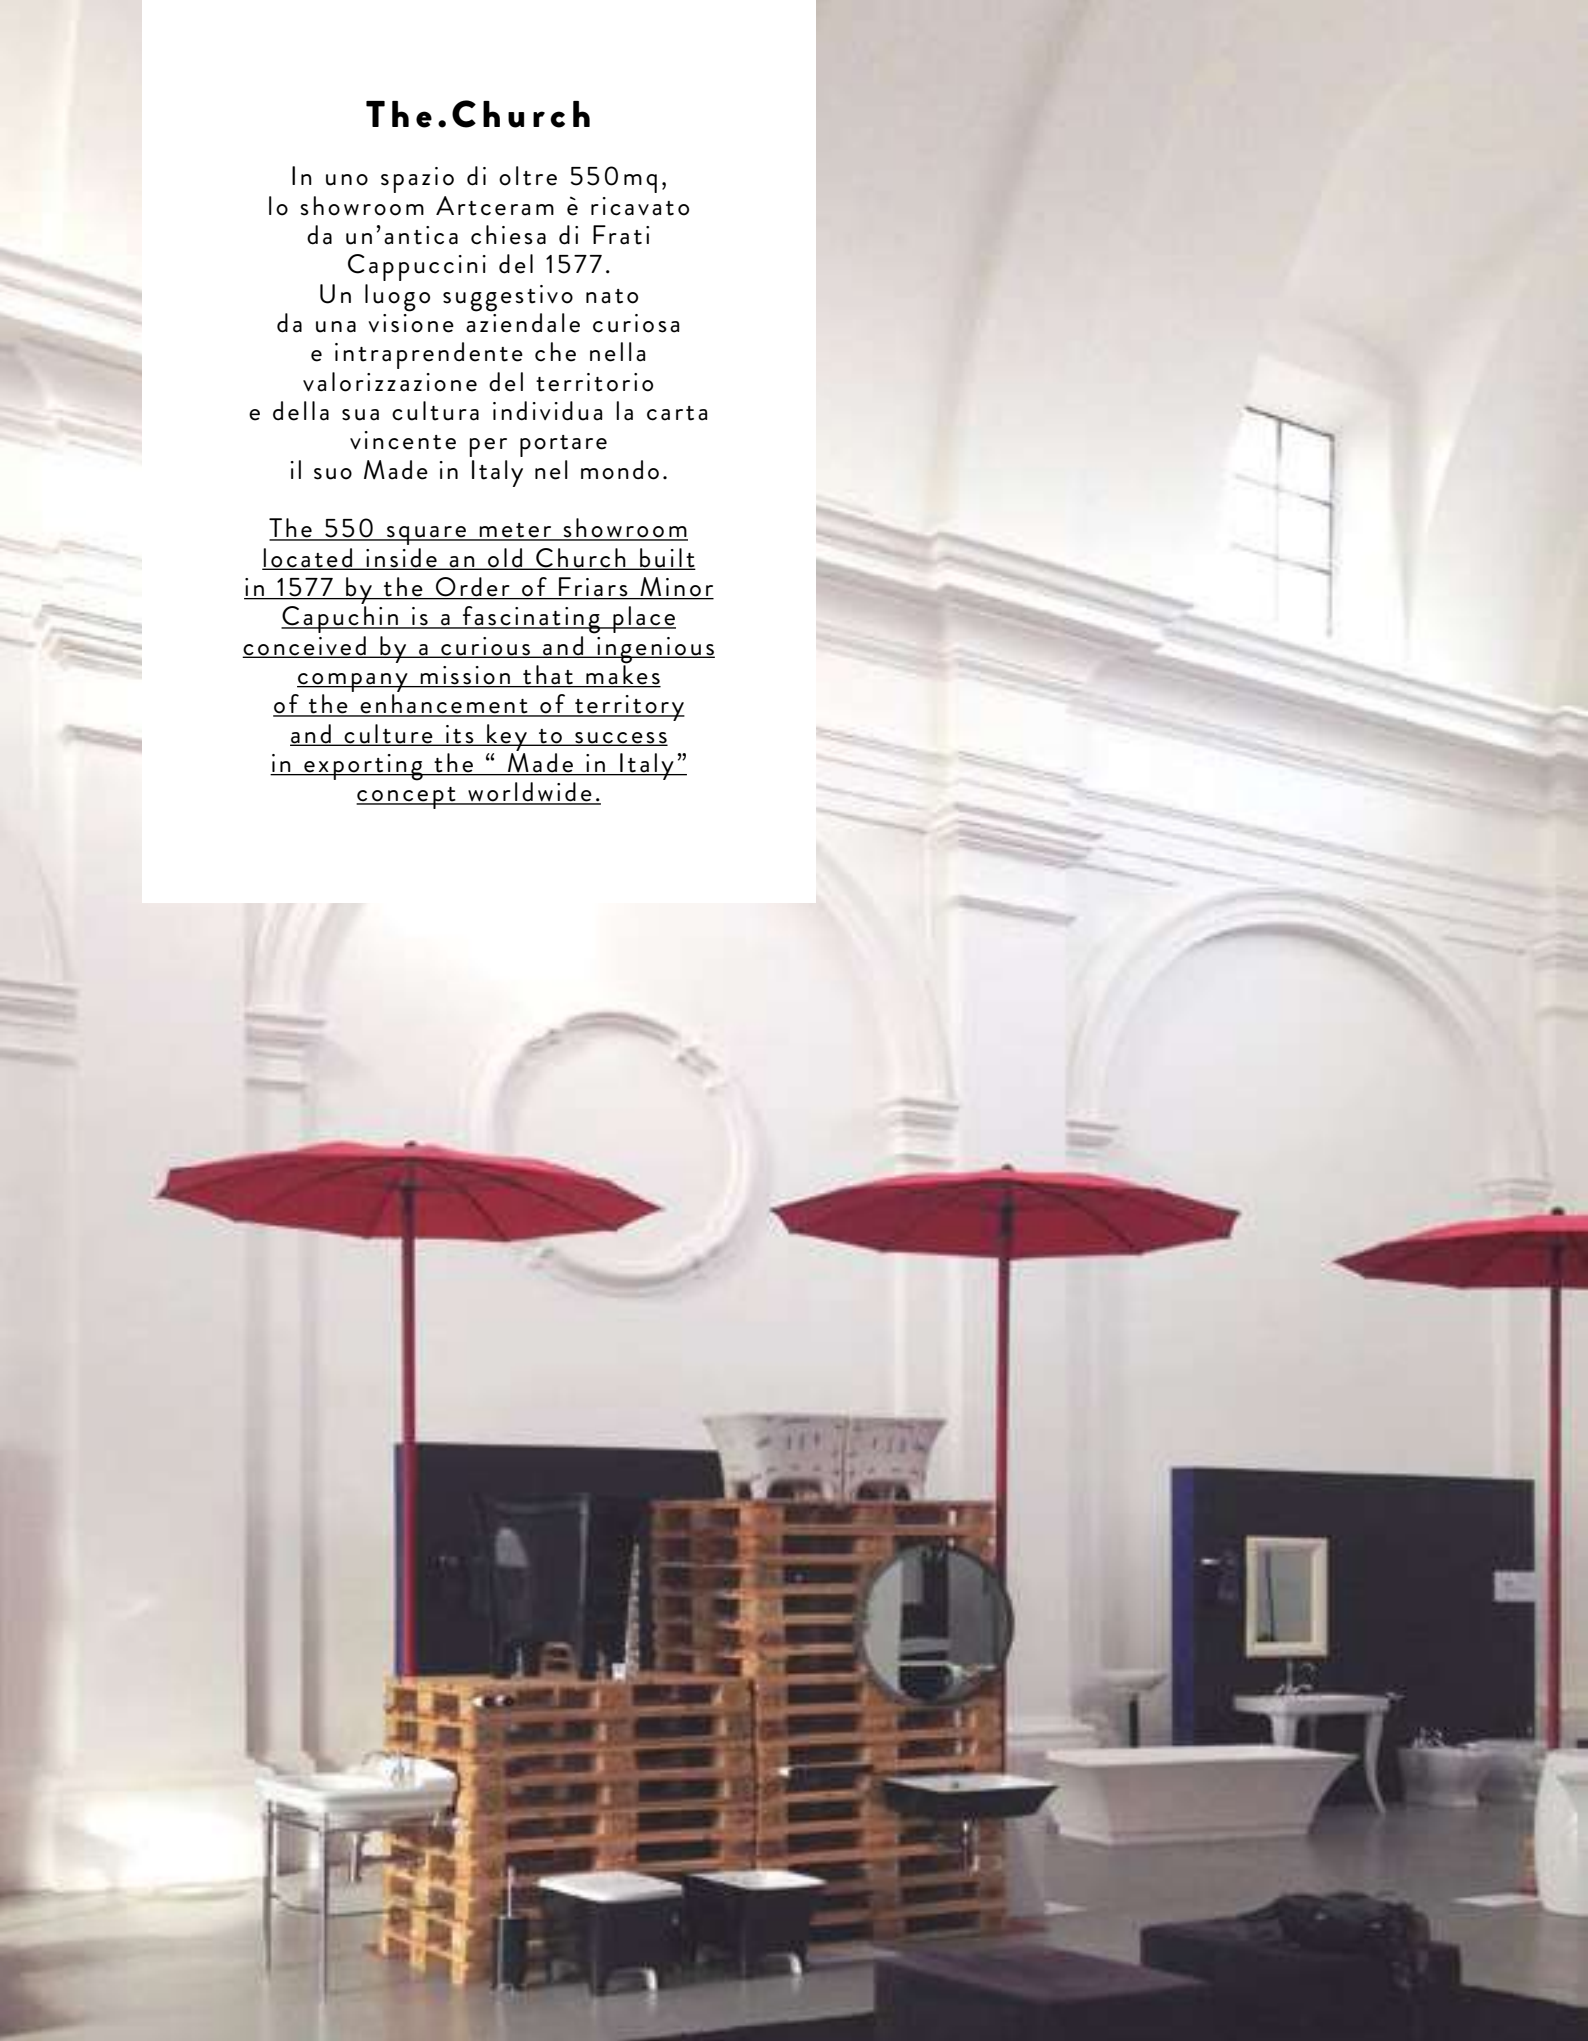 The.Church
In uno spazio di oltre 550mq,
lo showroom Artceram è ricavato
da un’antica chiesa di Frati
Cappuccini del 1577.
Un luogo suggestivo nato
da una visione aziendale curiosa
e intraprendente che nella
valorizzazione del territorio
e della sua cultura individua la carta
vincente per portare
il suo Made in Italy nel mondo.
The 550 square meter showroom
located inside an old Church built
in 1577 by the Order of Friars Minor
Capuchin is a fascinating place
conceived by a curious and ingenious
company mission that makes
of the enhancement of territory
and culture its key to success
in exporting the “ Made in Italy”
concept worldwide.